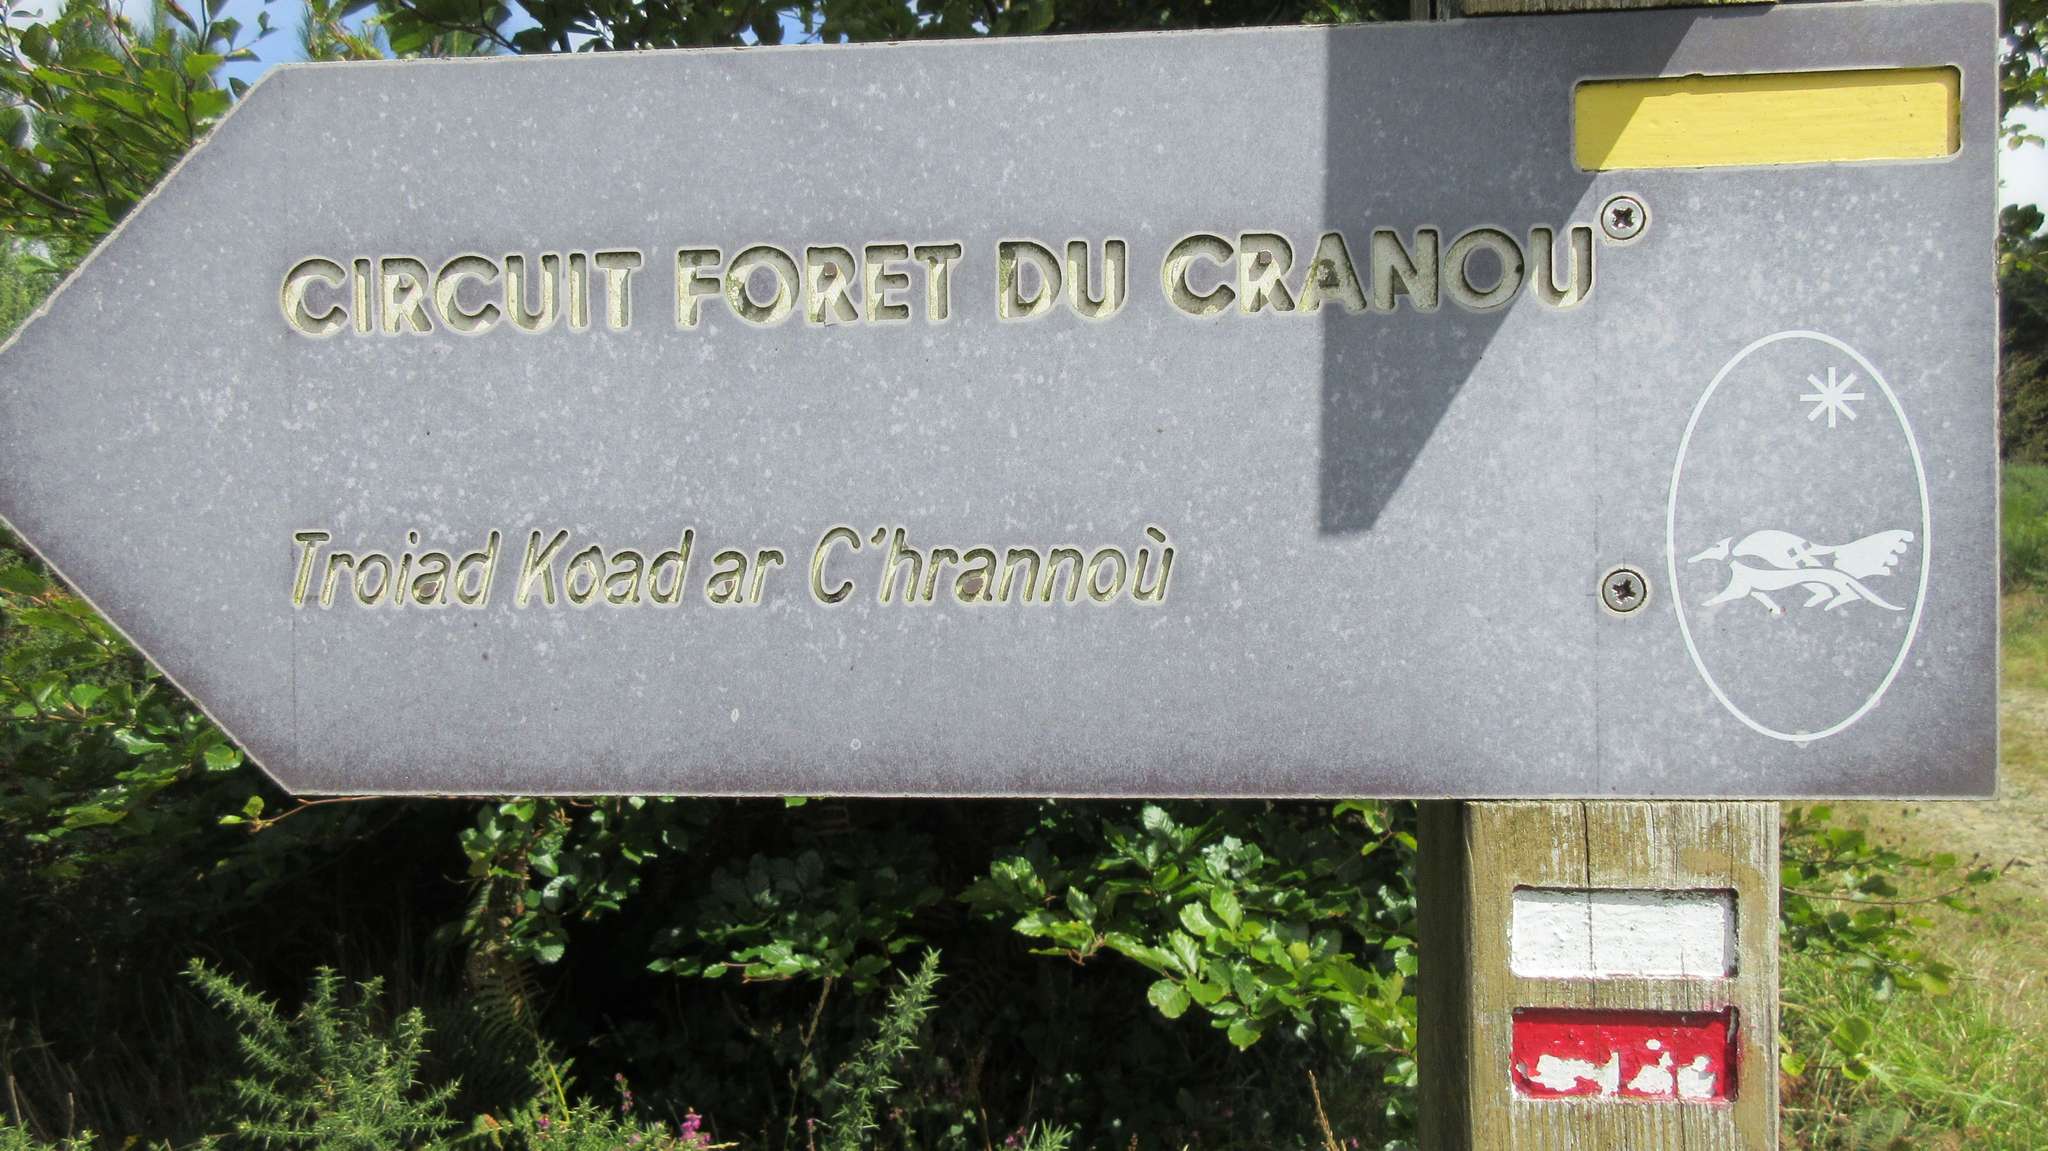 CIRCUIT FORET DU CRANOU
Troiad Koad ar C'hrannoù